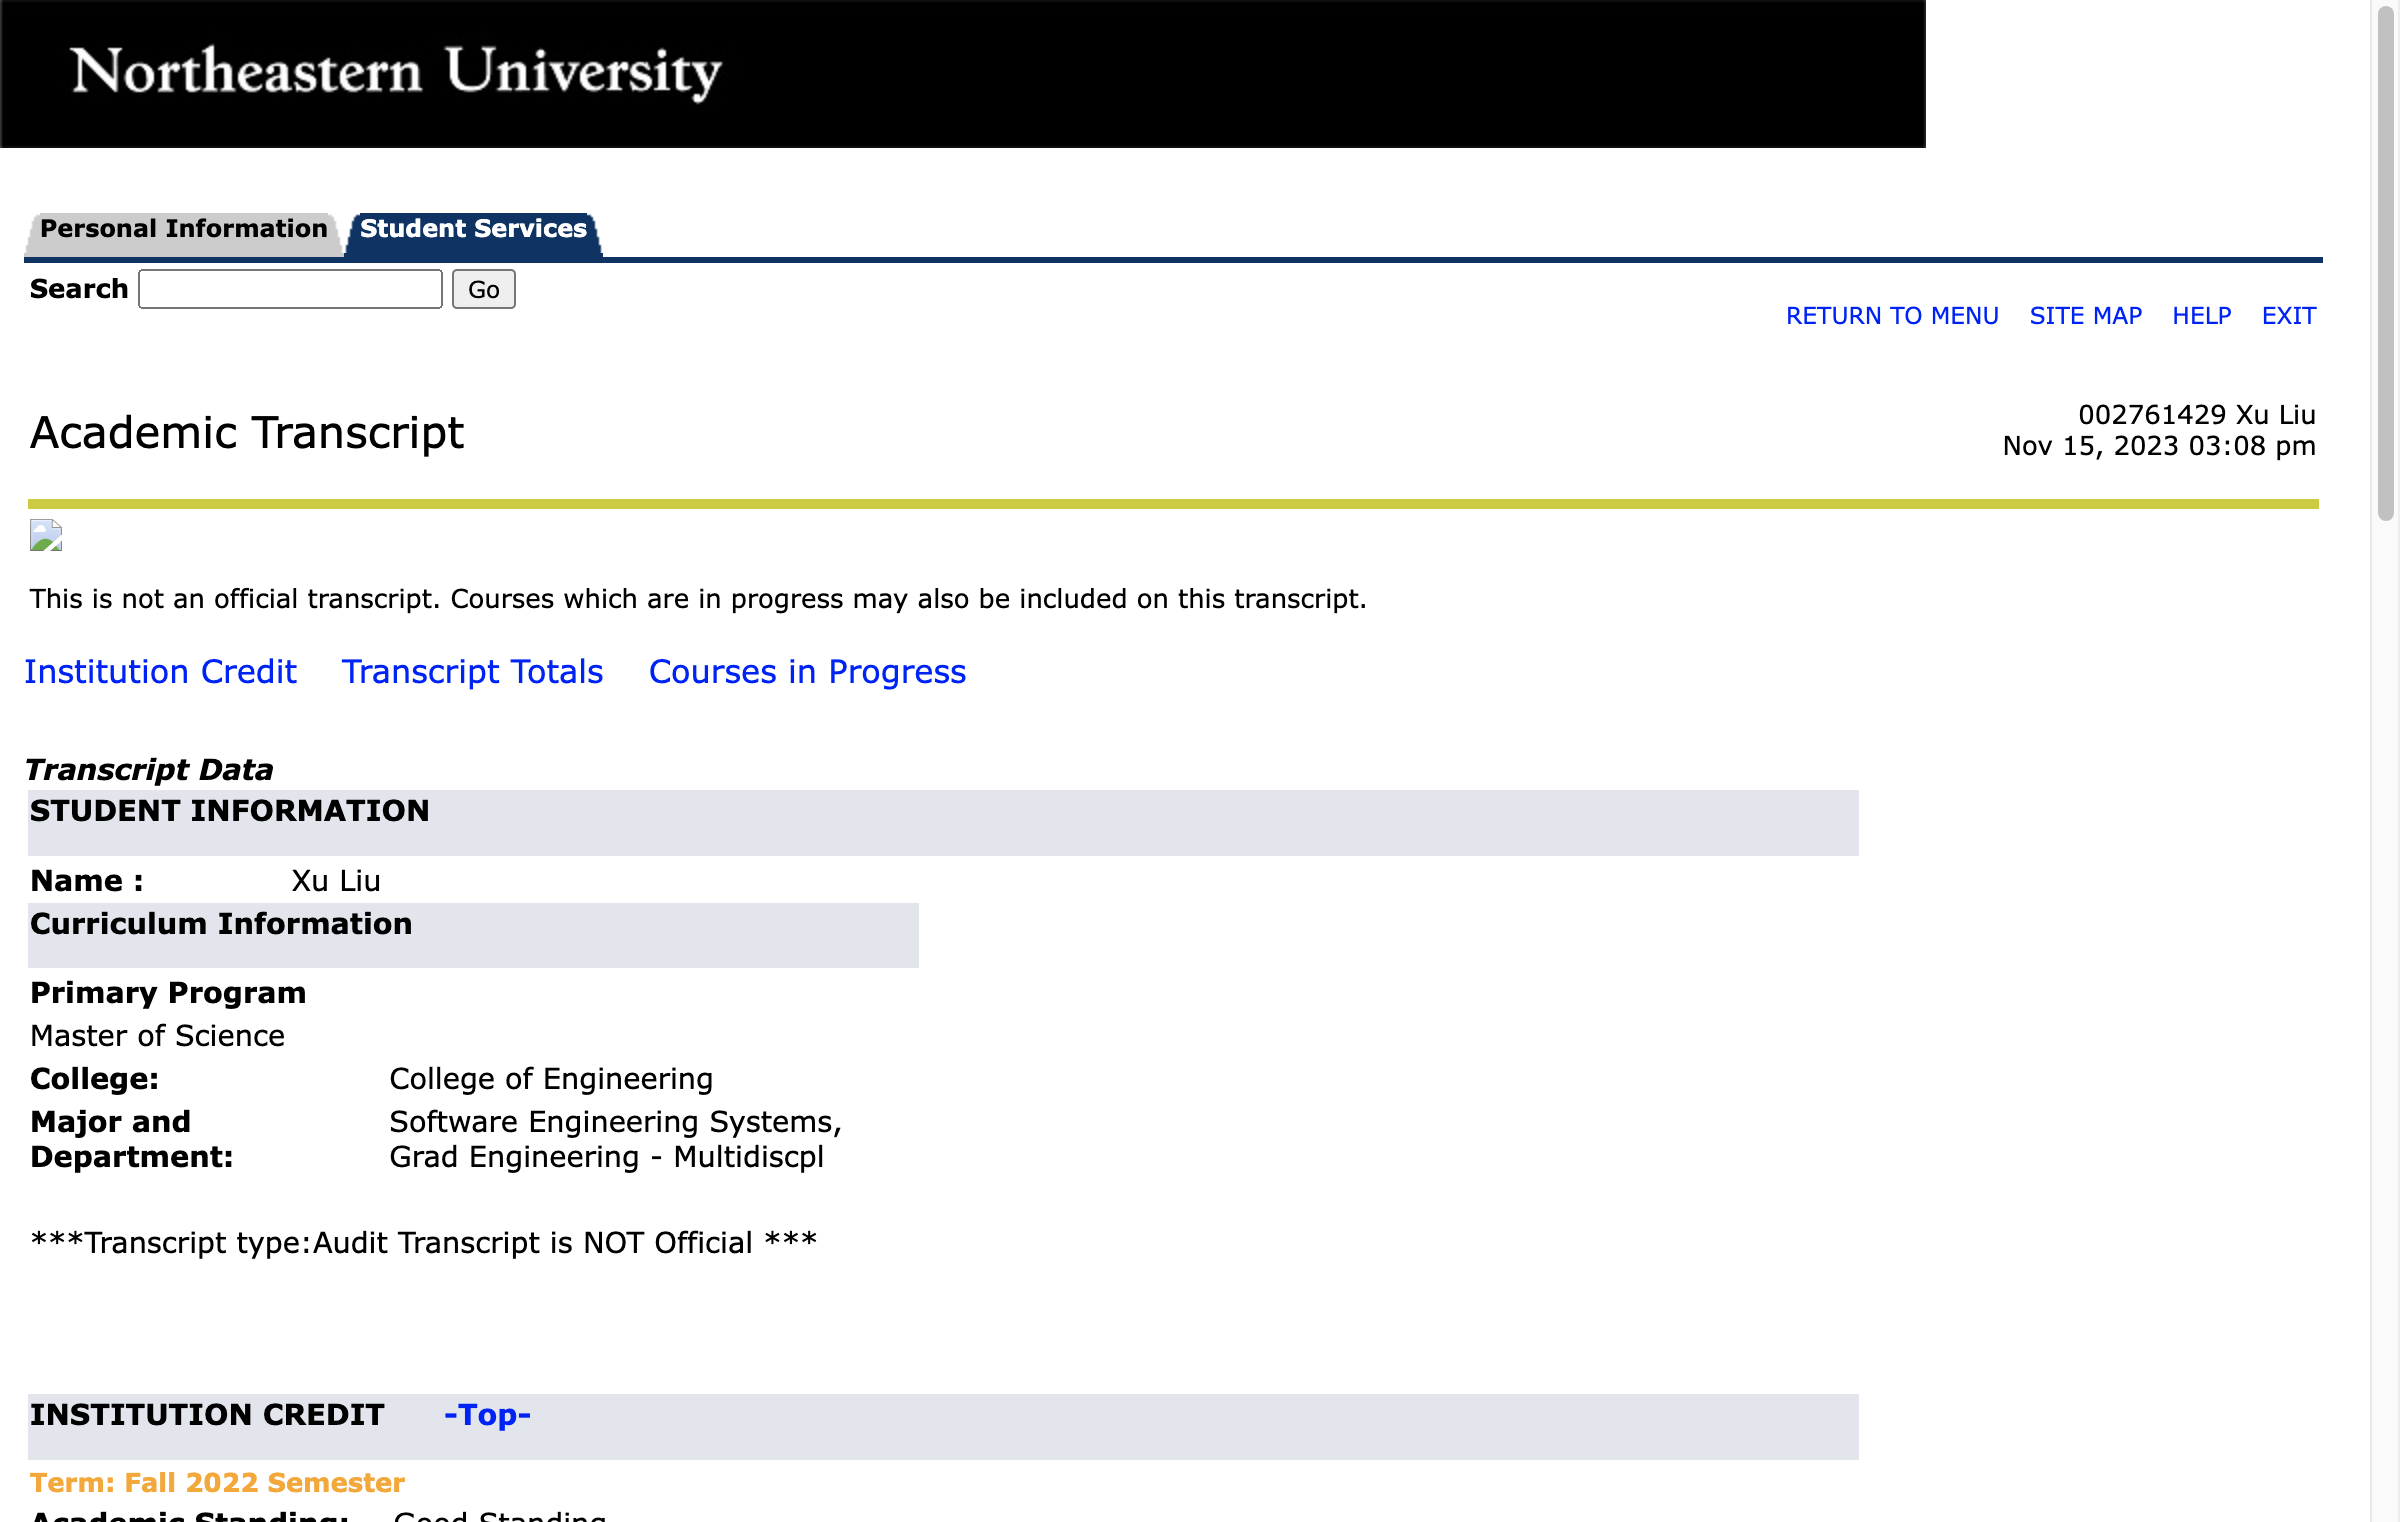 Northeastern University
Personal Information
Student Services
Search
Go
RETURN TO MENU SITE MAP HELP EXIT
Academic Transcript
002761429 Xu Liu
Nov 15, 2023 03:08 pm
This is not an official transcript. Courses which are in progress may also be included on this transcript.
Institution Credit Transcript Totals Courses in Progress
Transcript Data
STUDENT INFORMATION
Name : Xu Liu
Curriculum Information
Primary Program
Master of Science
College: College of Engineering
Major and Department: Software Engineering Systems,
Grad Engineering - Multidiscpl
***Transcript type:Audit Transcript is NOT Official ***
INSTITUTION CREDIT -Top-
Term: Fall 2022 Semester
Academic Standing: Good Standing